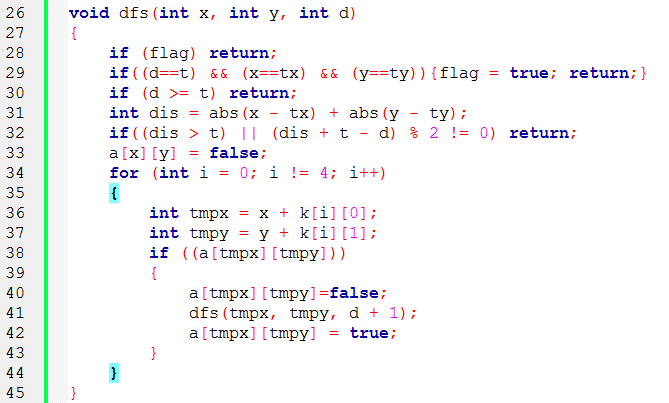 26 void dfs(int x, int y, int d)
27 {
28 if (flag) return;
29 if((d==t) && (x==tx) && (y==ty)){flag = true; return;}
30 if (d >= t) return;
31 int dis = abs(x - tx) + abs(y - ty);
32 if((dis > t) || (dis + t - d) % 2 != 0) return;
33 a[x][y] = false;
34 for (int i = 0; i != 4; i++)
35 {
36 int tmpx = x + k[i][0];
37 int tmpy = y + k[i][1];
38 if ((a[tmpx][tmpy]))
39 {
40 a[tmpx][tmpy]=false;
41 dfs(tmpx, tmpy, d + 1);
42 a[tmpx][tmpy] = true;
43 }
44 }
45 }